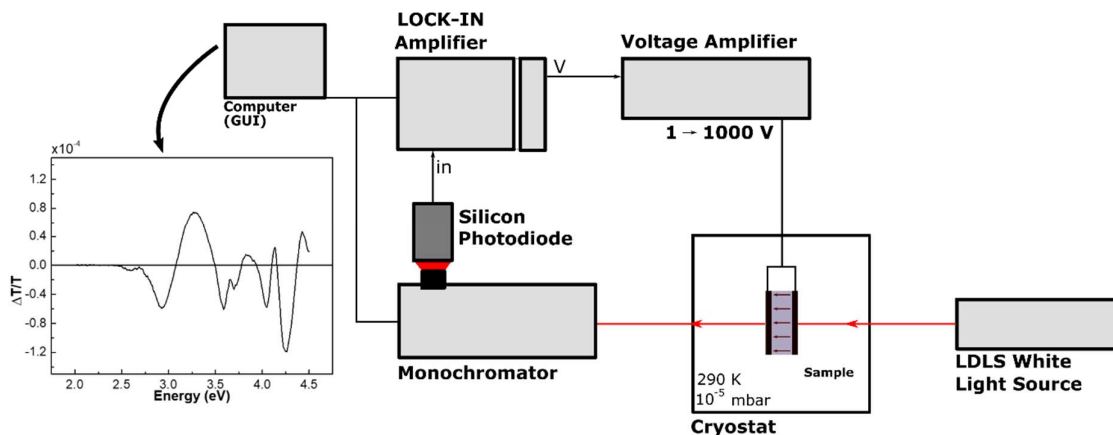 LOCK-IN
Amplifier
Voltage Amplifier
V
Computer
(GUI)
1 → 1000 V
x10⁻⁴
in
1.2
0.8
0.4
0.0
-0.4
-0.8
-1.2
ΔT/T
2.0 2.5 3.0 3.5 4.0 4.5
Energy (eV)
Silicon
Photodiode
Monochromator
Sample
290 K
10⁻⁵ mbar
Cryostat
LDLS White
Light Source